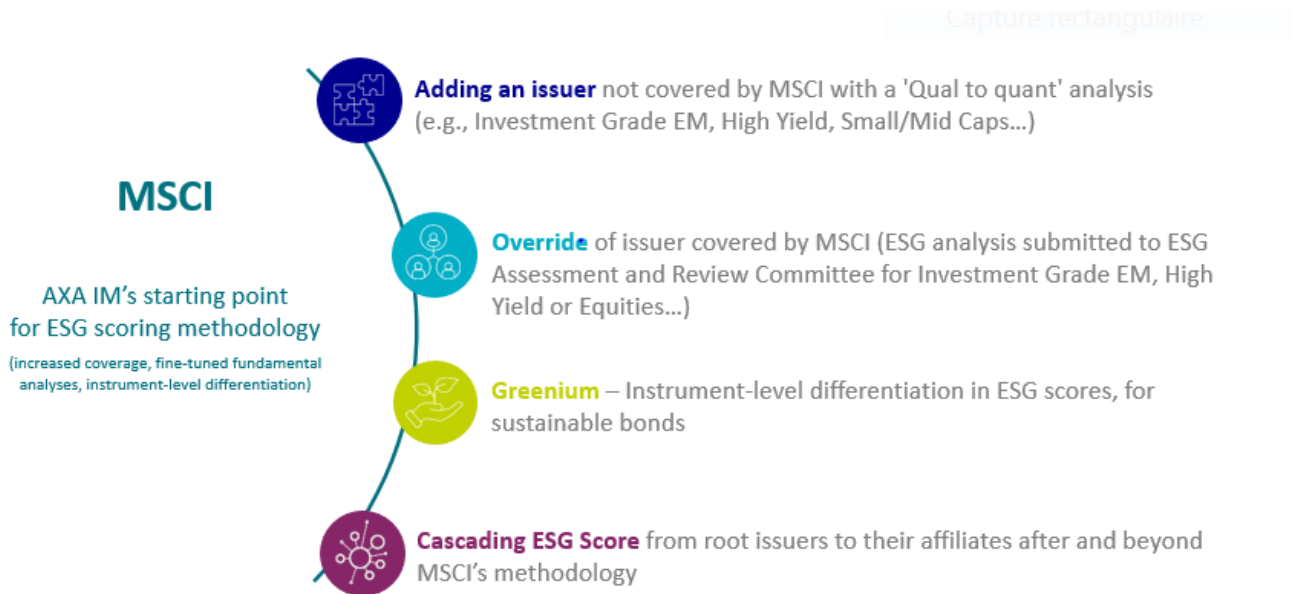 Capture rectangulaire
Adding an issuer not covered by MSCI with a 'Qual to quant' analysis
(e.g., Investment Grade EM, High Yield, Small/Mid Caps…)
MSCI
Override of issuer covered by MSCI (ESG analysis submitted to ESG
Assessment and Review Committee for Investment Grade EM, High
Yield or Equities…)
AXA IM’s starting point
for ESG scoring methodology
(increased coverage, fine-tuned fundamental
analyses, instrument-level differentiation)
Greenium – Instrument-level differentiation in ESG scores, for
sustainable bonds
Cascading ESG Score from root issuers to their affiliates after and beyond
MSCI’s methodology